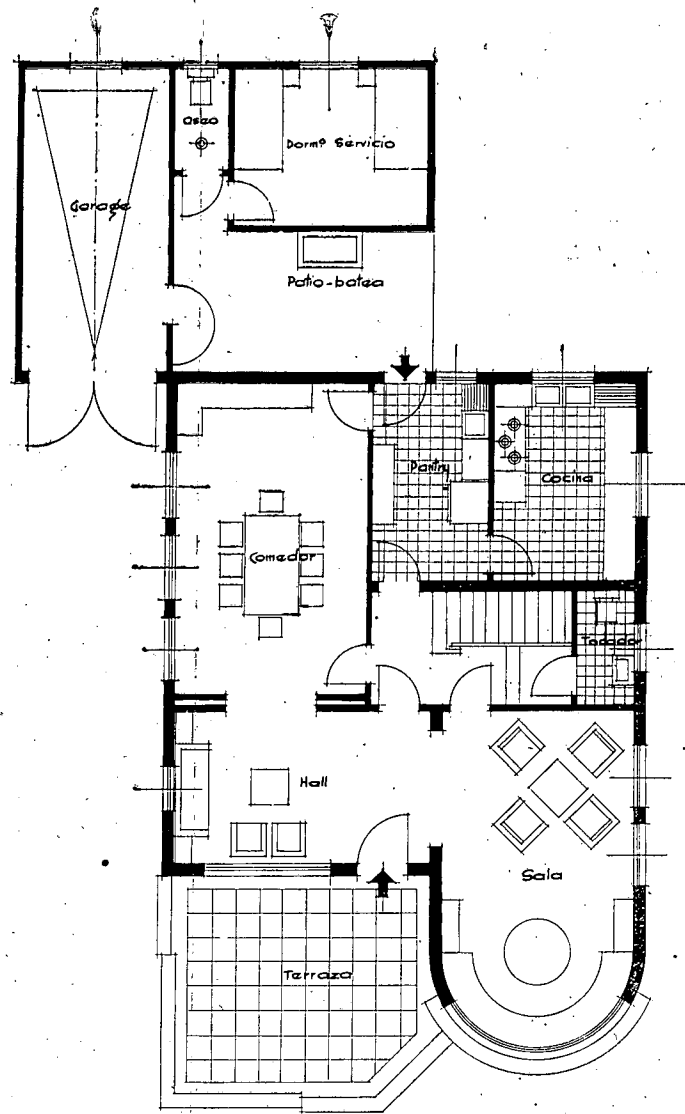 aseo
Dormº Servicio
Garage
Patio-batea
Pantry
Cocina
Comedor
Tocador
Hall
Sala
Terraza